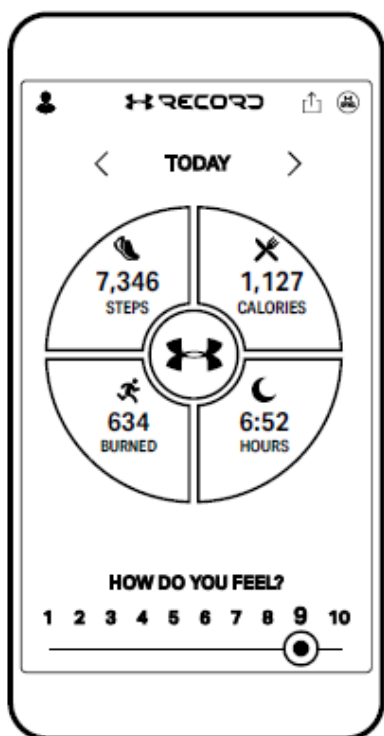 RECORD
TODAY
7,346
STEPS
1,127
CALORIES
634
BURNED
6:52
HOURS
HOW DO YOU FEEL?
1 2 3 4 5 6 7 8 9 10